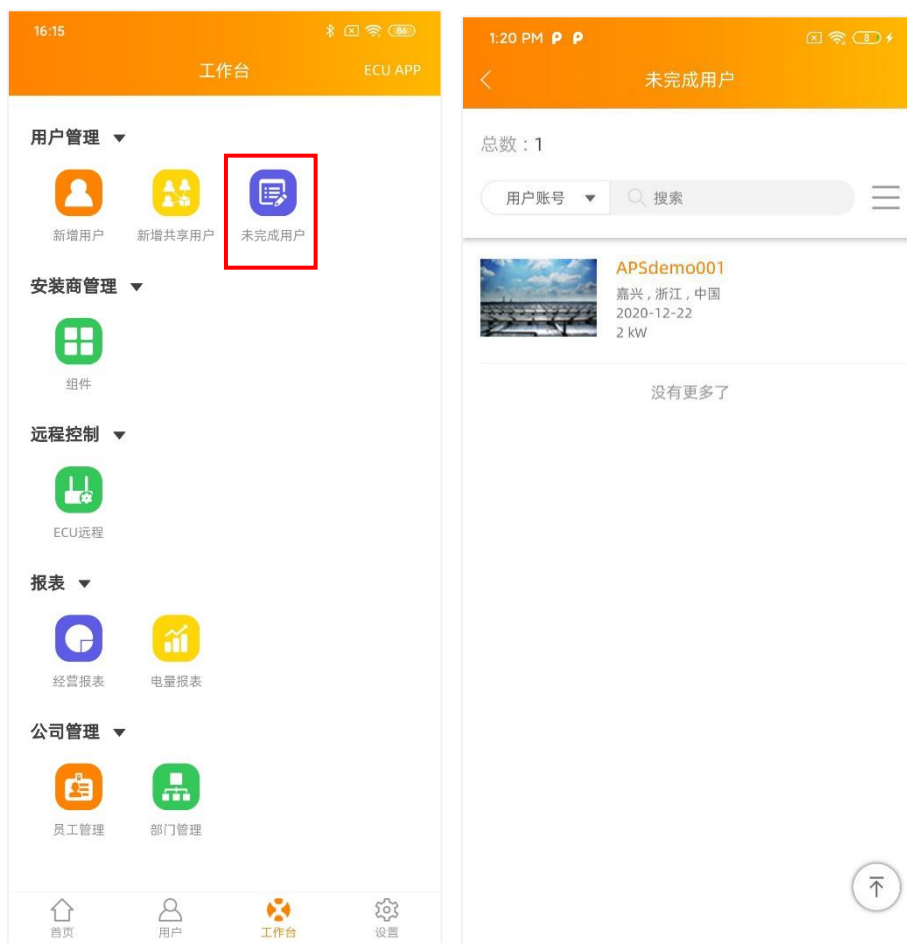 16:15
86
工作台
ECU APP
用户管理
新增用户
新增共享用户
未完成用户
安装商管理
组件
远程控制
ECU远程
报表
经营报表
电量报表
公司管理
员工管理
部门管理
首页
用户
工作台
设置
1:20 PM
8
未完成用户
总数：1
用户账号
搜索
APSdemo001
嘉兴 , 浙江 , 中国
2020-12-22
2 kW
没有更多了